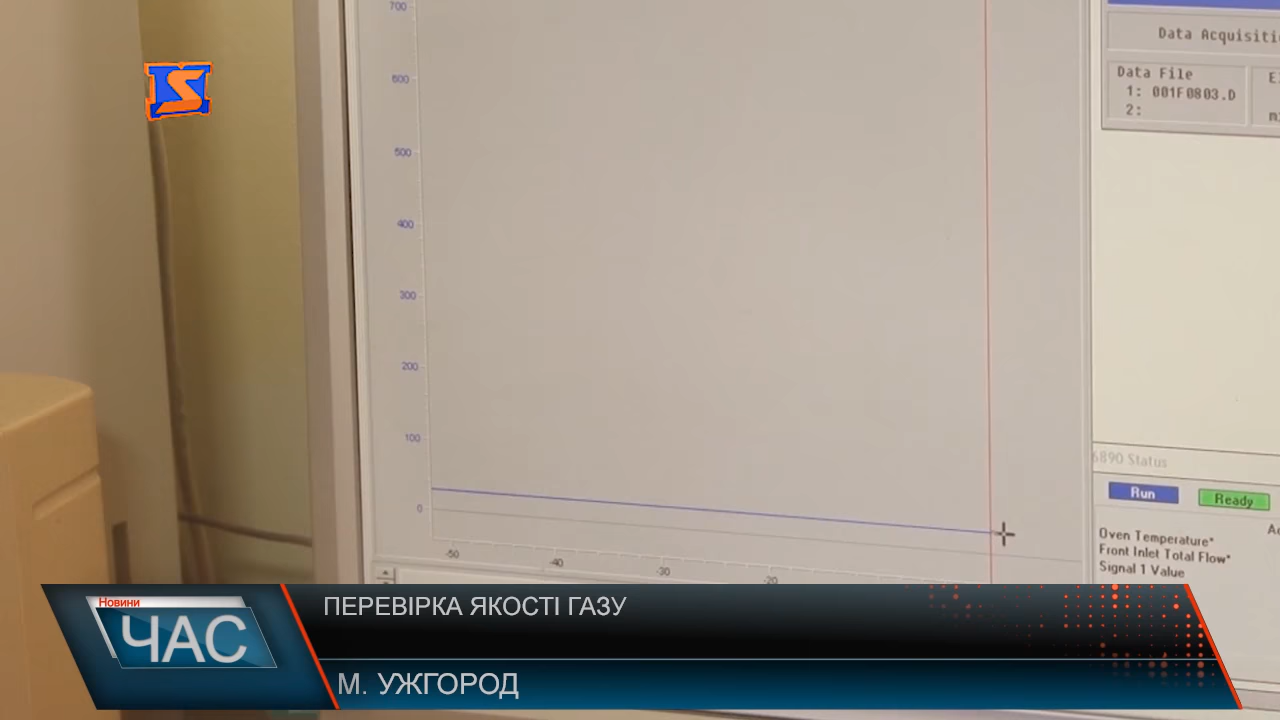 700
600
500
400
300
200
100
0
-50
-40
-30
-20
Data
Data File
1: 001F0803.D
2:
6890 Status
Run
Ready
Oven Temperature*
Front Inlet Total Flow*
Signal 1 Value
Новини
ЧАС
ПЕРЕВІРКА ЯКОСТІ ГАЗУ
М. УЖГОРОД